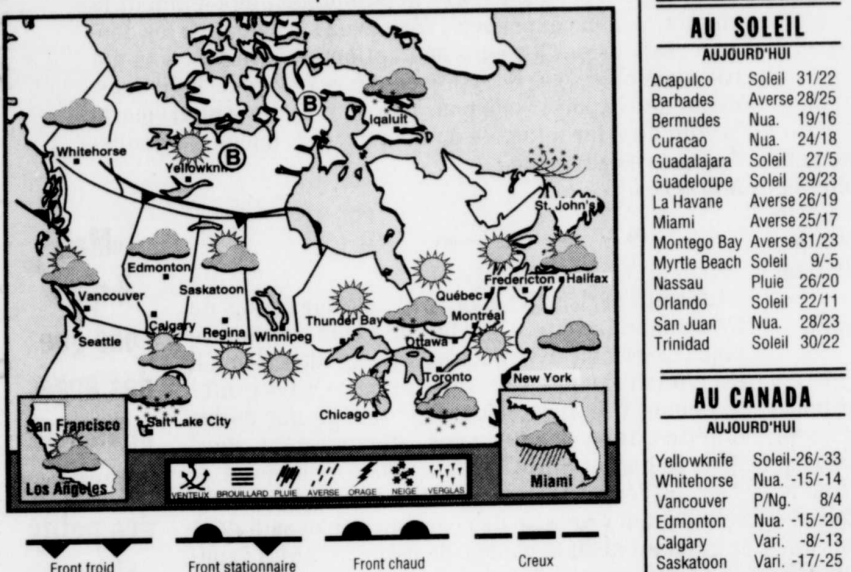 B
Iqaluit
Whitehorse
B
Yellowknif
St. John's
Edmonton
Saskatoon
Fredericton
Halifax
Québec
Vancouver
Calgary
Regina
Winnipeg
Thunder Bay
Montréal
Seattle
Ottawa
Toronto
New York
Chicago
San Francisco
Salt Lake City
Los Angeles
Miami
VENTEUX BROUILLARD PLUIE AVERSE ORAGE NEIGE VERGLAS
Front froid Front stationnaire Front chaud Creux
AU SOLEIL
AUJOURD'HUI
Acapulco Soleil 31/22
Barbades Averse 28/25
Bermudes Nua. 19/16
Curacao Nua. 24/18
Guadalajara Soleil 27/5
Guadeloupe Soleil 29/23
La Havane Averse 26/19
Miami Averse 25/17
Montego Bay Averse 31/23
Myrtle Beach Soleil 9/-5
Nassau Pluie 26/20
Orlando Soleil 22/11
San Juan Nua. 28/23
Trinidad Soleil 30/22
AU CANADA
AUJOURD'HUI
Yellowknife Soleil -26/-33
Whitehorse Nua. -15/-14
Vancouver P/Ng. 8/4
Edmonton Nua. -15/-20
Calgary Vari. -8/-13
Saskatoon Vari. -17/-25